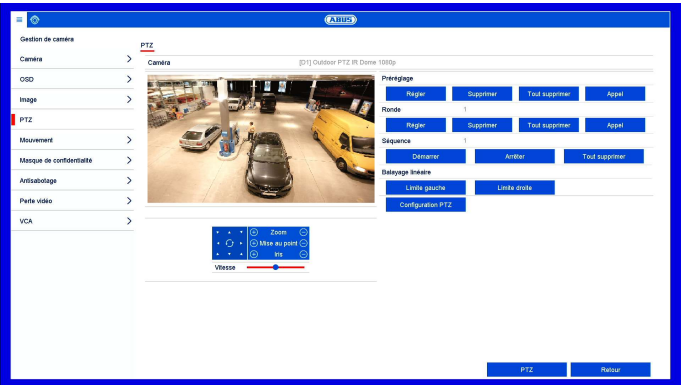 ABUS
Gestion de caméra
Caméra
OSD
Image
PTZ
Mouvement
Masque de confidentialité
Antisabotage
Perte vidéo
VCA
PTZ
Caméra [D1] Outdoor PTZ IR Dome 1080p
Préréglage
Régler Supprimer Tout supprimer Appel
Ronde 1
Régler Supprimer Tout supprimer Appel
Séquence 1
Démarrer Arrêter Tout supprimer
Balayage linéaire
Limite gauche Limite droite
Configuration PTZ
Zoom
Mise au point
Iris
Vitesse
PTZ Retour